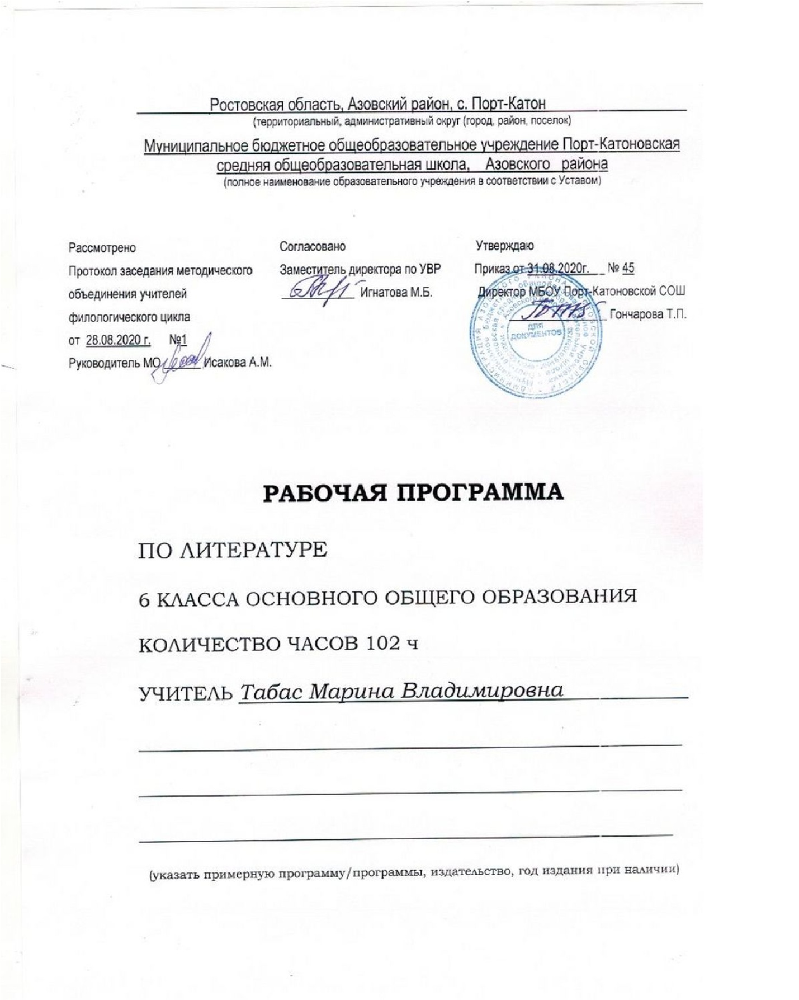 Ростовская область, Азовский район, с. Порт-Катон
(территориальный, административный округ (город, район, поселок)
Муниципальное бюджетное общеобразовательное учреждение Порт-Катоновская
средняя общеобразовательная школа, Азовского района
(полное наименование образовательного учреждения в соответствии с Уставом)
Рассмотрено
Протокол заседания методического
объединения учителей
филологического цикла
от 28.08.2020 г. №1
Руководитель МО Исакова А.М.
Согласовано
Заместитель директора по УВР
Игнатова М.Б.
Утверждаю
Приказ от 31.08.2020г. № 45
Директор МБОУ Порт-Катоновской СОШ
Гончарова Т.П.
ДЛЯ
ДОКУМЕНТОВ
РАБОЧАЯ ПРОГРАММА
ПО ЛИТЕРАТУРЕ
6 КЛАССА ОСНОВНОГО ОБЩЕГО ОБРАЗОВАНИЯ
КОЛИЧЕСТВО ЧАСОВ 102 ч
УЧИТЕЛЬ Табас Марина Владимировна
(указать примерную программу/программы, издательство, год издания при наличии)